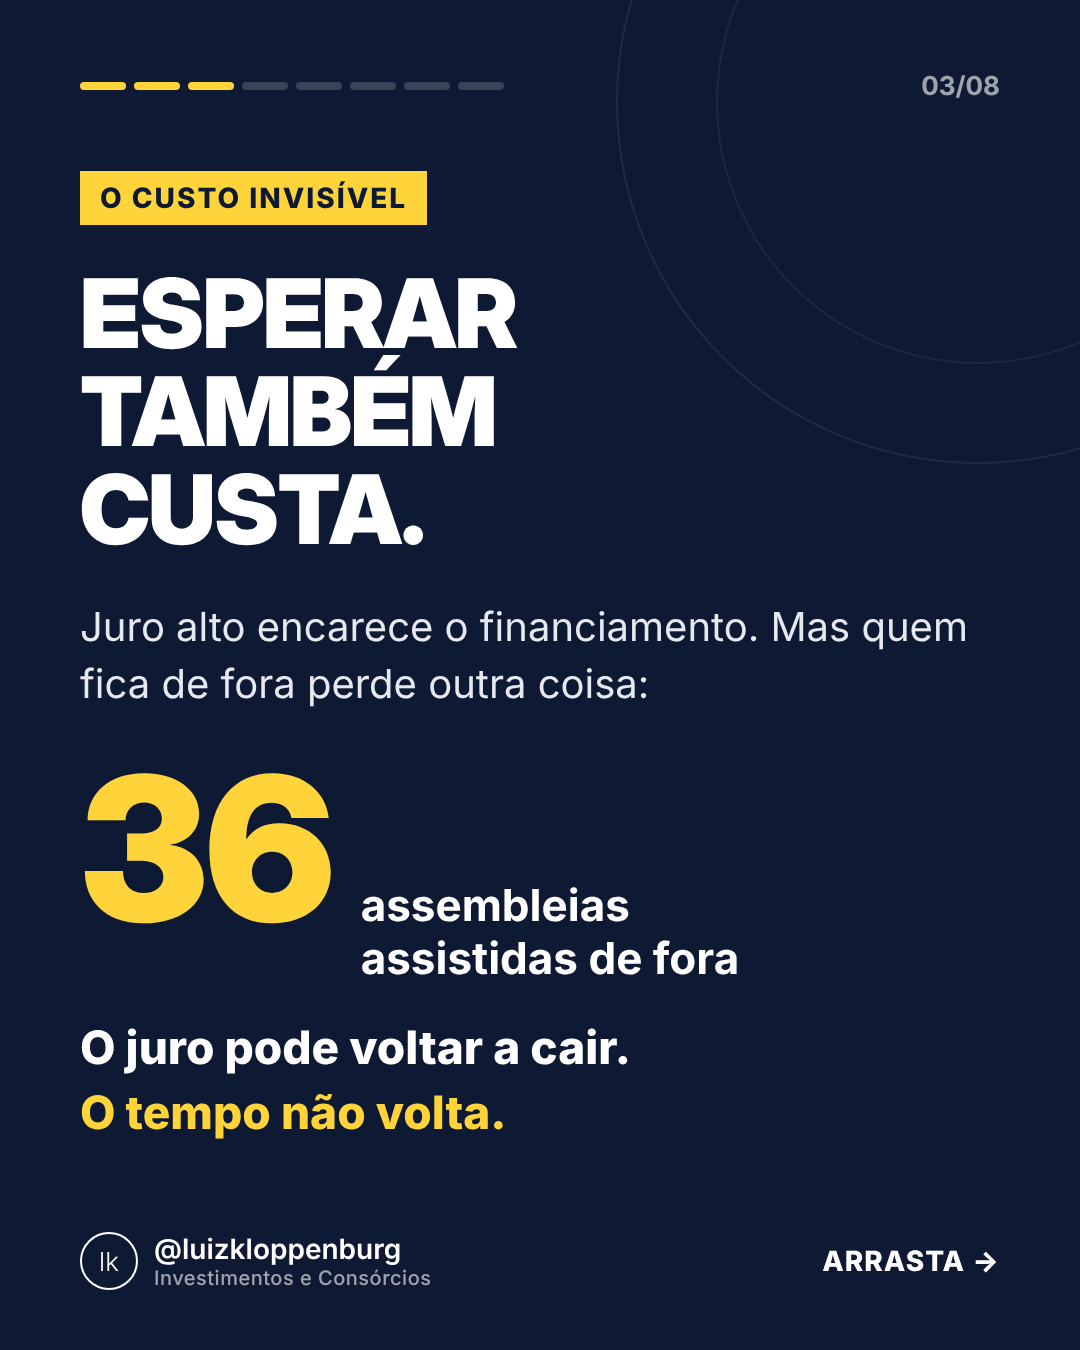 03/08
O CUSTO INVISÍVEL
ESPERAR
TAMBÉM
CUSTA.
Juro alto encarece o financiamento. Mas quem
fica de fora perde outra coisa:
36
assembleias
assistidas de fora
O juro pode voltar a cair.
O tempo não volta.
lk
@luizkloppenburg
Investimentos e Consórcios
ARRASTA →